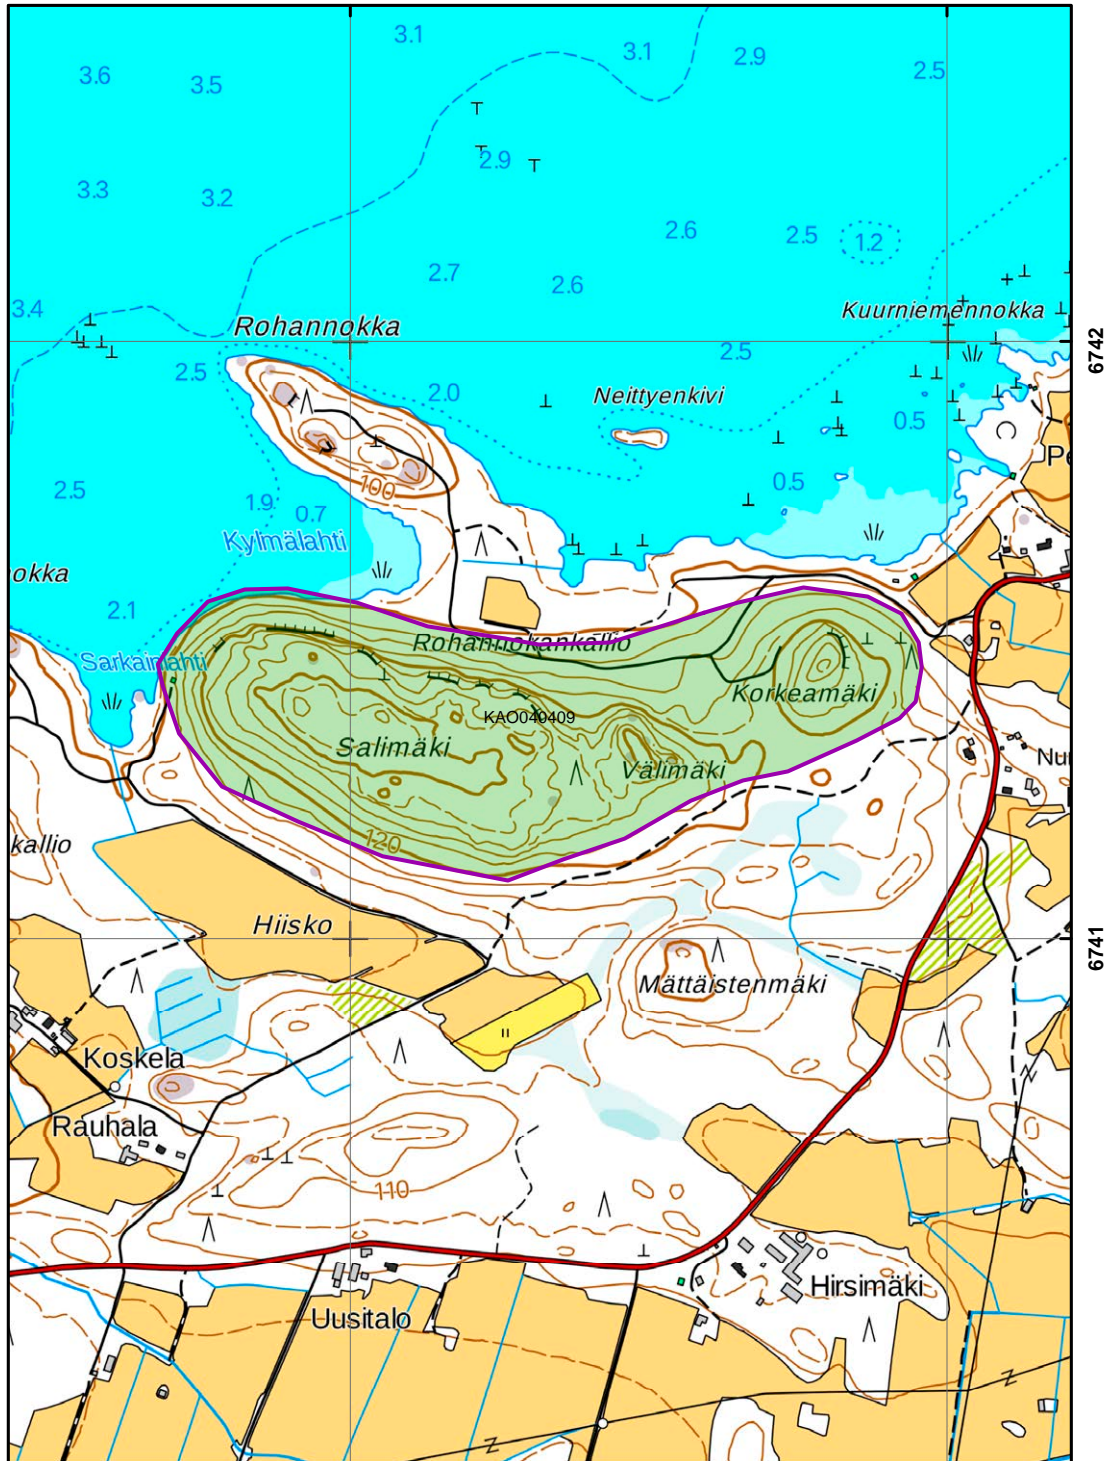 3.1
3.1
2.9
2.5
3.6
3.5
2.9
3.3
3.2
2.6
2.5
1.2
2.7
2.6
3.4
Kuurniemennokka
Rohannokka
6742
2.5
2.5
2.0
Neittyenkivi
0.5
Pe
2.5
100
1.9
0.7
0.5
Kylmälahti
okka
2.1
Rohannokankallio
Sarkainlahti
Korkeamäki
KAO040409
Salimäki
Välimäki
Nur
120
kallio
Hiisko
6741
Mättäistenmäki
Koskela
Rauhala
110
Hirsimäki
Uusitalo